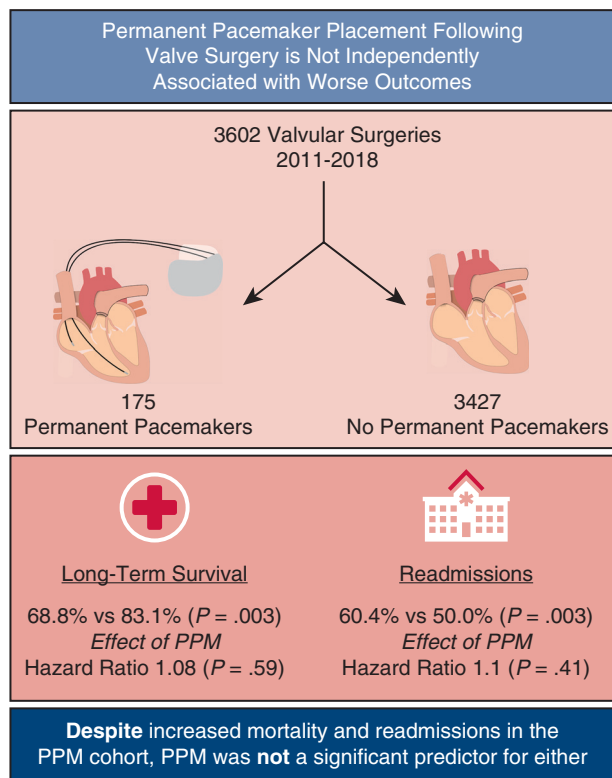 Permanent Pacemaker Placement Following
Valve Surgery is Not Independently
Associated with Worse Outcomes
3602 Valvular Surgeries
2011-2018
175
Permanent Pacemakers
3427
No Permanent Pacemakers
Long-Term Survival
68.8% vs 83.1% (P = .003)
Effect of PPM
Hazard Ratio 1.08 (P = .59)
Readmissions
60.4% vs 50.0% (P = .003)
Effect of PPM
Hazard Ratio 1.1 (P = .41)
Despite increased mortality and readmissions in the
PPM cohort, PPM was not a significant predictor for either